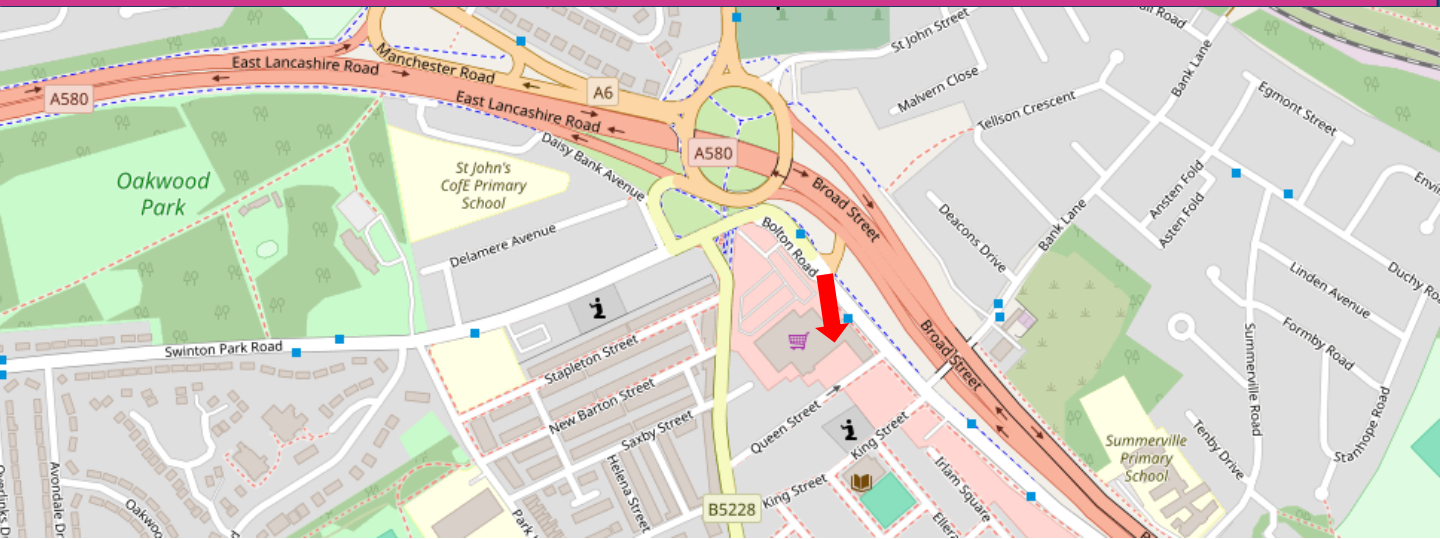 St John Street
Bank Lane
East Lancashire Road
Manchester Road
A580
A6
Malvern Close
Egmont Street
East Lancashire Road
Tellson Crescent
Daisy Bank Avenue
A580
St John's
CofE Primary
School
Oakwood
Park
Broad Street
Ansten Fold
Asten Fold
Deacons Drive
Bank Lane
Bolton Road
Delamere Avenue
Linden Avenue
Duchy
Swinton Park Road
Stapleton Street
Broad Street
Formby Road
Summerville Road
New Barton Street
Saxby Street
Queen Street
King Street
Stanhope Road
Tenby Drive
Summerville
Primary
School
Helena Street
King Street
Irlam Square
Avondale
B5228